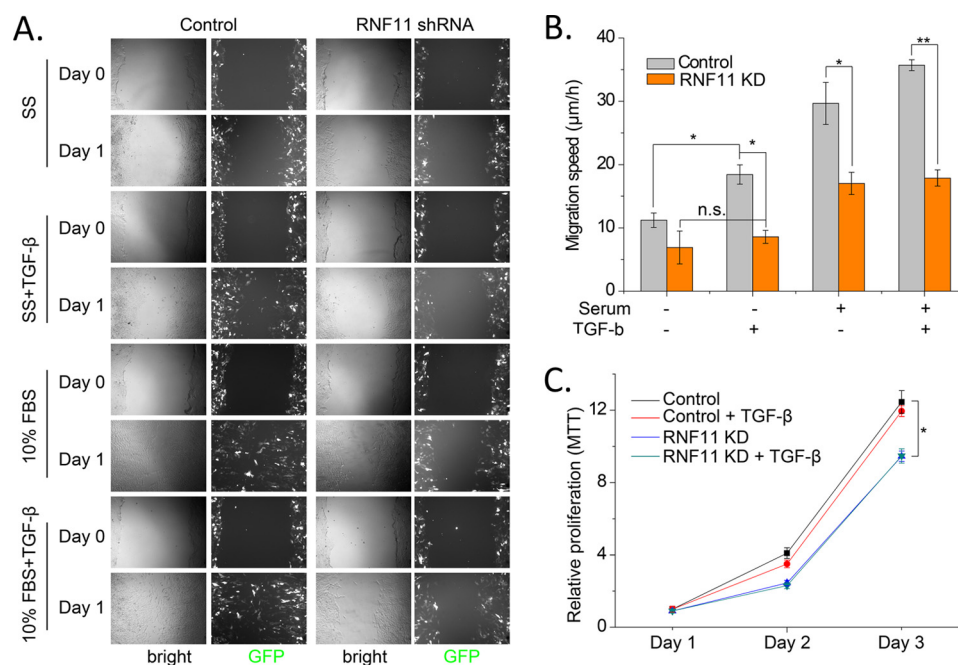 A.
Control RNF11 shRNA
SS
Day 0
Day 1
SS+TGF-β
Day 0
Day 1
10% FBS
Day 0
Day 1
10% FBS+TGF-β
Day 0
Day 1
bright GFP bright GFP
B.
Migration speed (μm/h)
40
30
20
10
0
Control
RNF11 KD
* **
* *
n.s.
Serum - - + +
TGF-b - + - +
C.
Relative proliferation (MTT)
12
8
4
0
Control
Control + TGF-β
RNF11 KD
RNF11 KD + TGF-β
*
Day 1 Day 2 Day 3